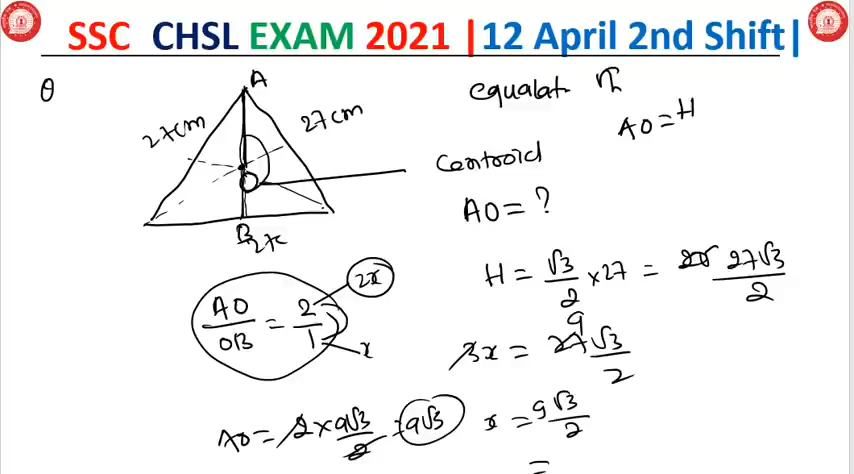 SSC CHSL EXAM 2021 |12 April 2nd Shift|
θ
A
27cm
27cm
B
equalat
AO=H
Centroid
AO = ?
H = √3/2 ×27 = 27√3/2
AO/OB = 2/1
2x
x
3x = 27√3/2
9
AO = 2×9√3/2 = 9√3
x = 9√3/2
=